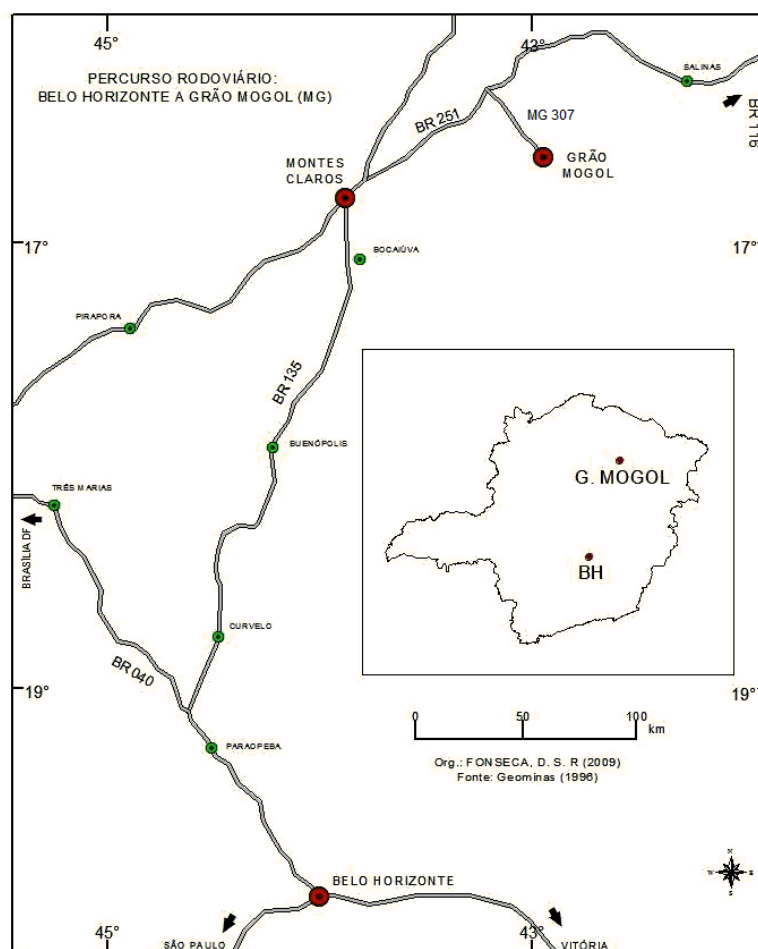 45°
43°
SALINAS
PERCURSO RODOVIÁRIO:
BELO HORIZONTE A GRÃO MOGOL (MG)
BR 251
MG 307
BR 116
GRÃO
MOGOL
MONTES
CLAROS
17°
17°
BOCAIÚVA
PIRAPORA
BR 135
BUENÓPOLIS
G. MOGOL
TRÊS MARIAS
BRASÍLIA DF
BH
CURVELO
BR 040
19°
19°
0 50 100
km
PARAOPEBA
Org.: FONSECA, D. S. R (2009)
Fonte: Geominas (1996)
N
W E
S
BELO HORIZONTE
45°
43°
SÃO PAULO
VITÓRIA